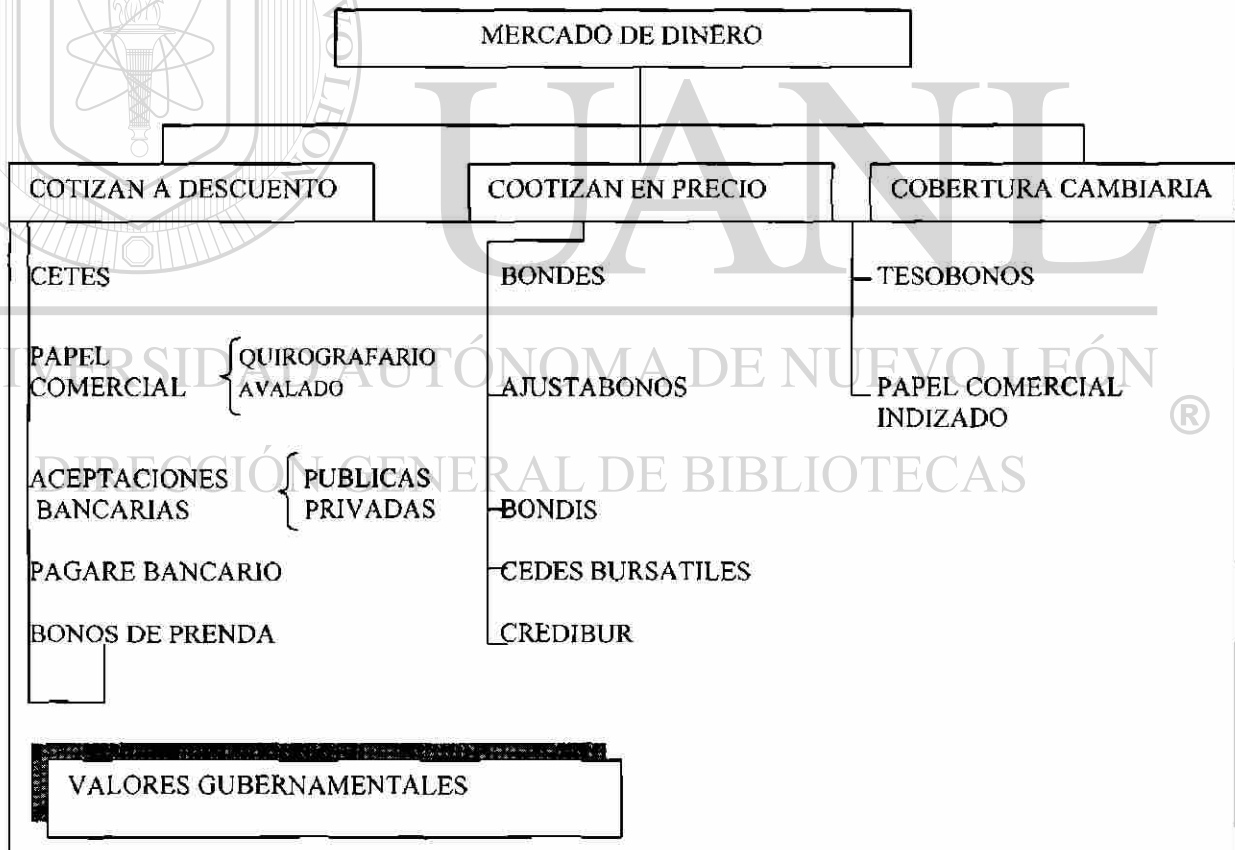 MERCADO DE DINERO
COTIZAN A DESCUENTO
CETES
PAPEL
COMERCIAL
QUIROGRAFARIO
AVALADO
ACEPTACIONES
BANCARIAS
PUBLICAS
PRIVADAS
PAGARE BANCARIO
BONOS DE PRENDA
COOTIZAN EN PRECIO
BONDES
AJUSTABONOS
BONDIS
CEDES BURSATILES
CREDIBUR
COBERTURA CAMBIARIA
TESOBONOS
PAPEL COMERCIAL
INDIZADO
VALORES GUBERNAMENTALES
UANL
UNIVERSIDAD AUTÓNOMA DE NUEVO LEÓN
®
DIRECCIÓN GENERAL DE BIBLIOTECAS